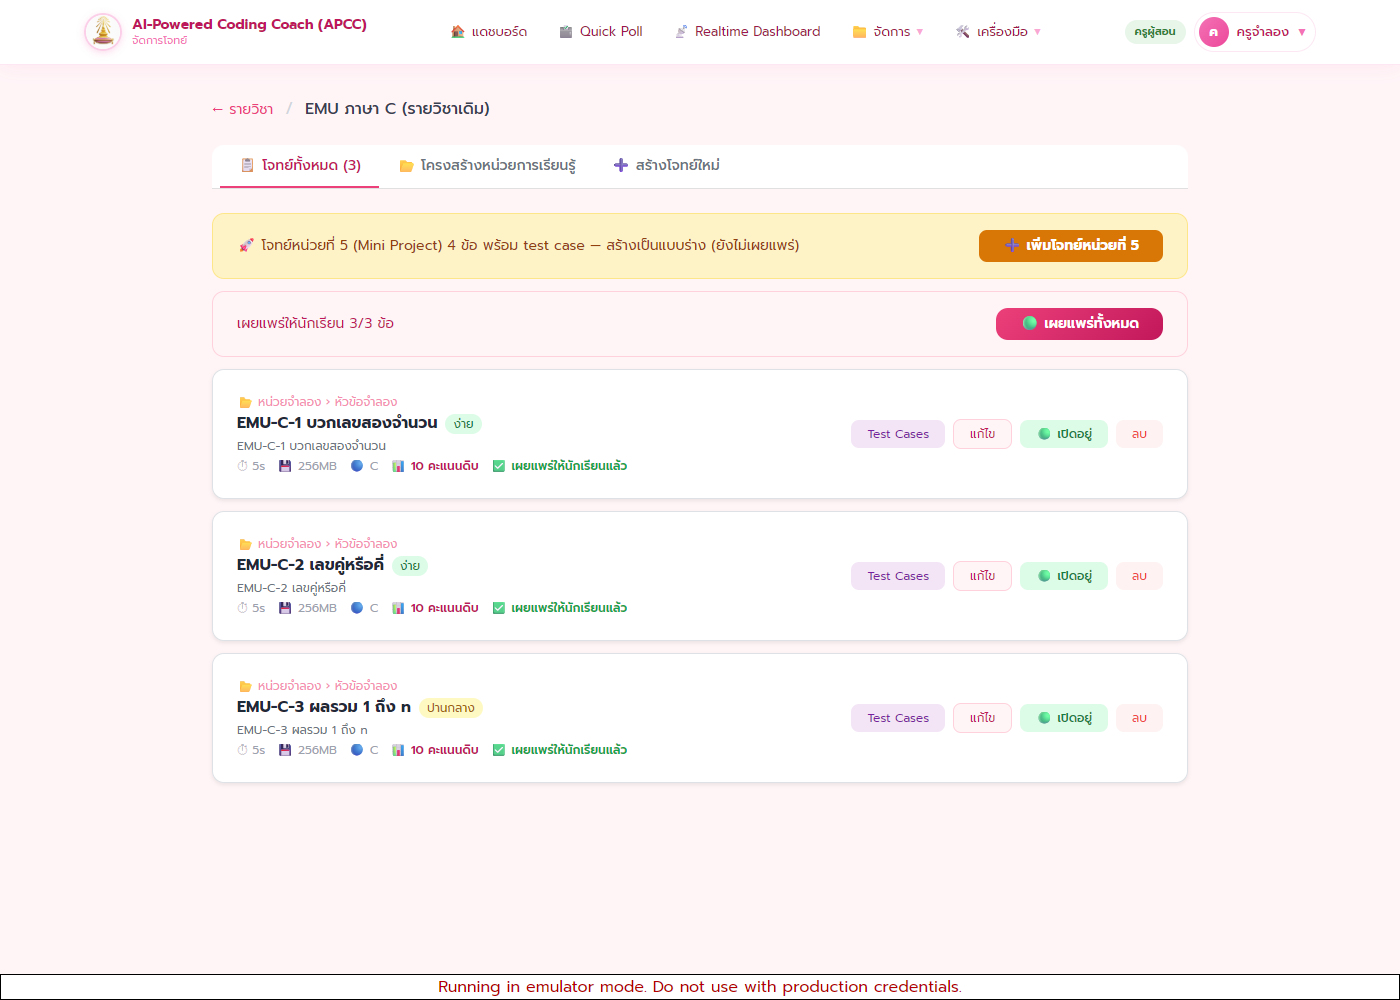 AI-Powered Coding Coach (APCC)
จัดการโจทย์
แดชบอร์ด
Quick Poll
Realtime Dashboard
จัดการ ▼
เครื่องมือ ▼
ครูผู้สอน
ค
ครูจำลอง ▼
← รายวิชา / EMU ภาษา C (รายวิชาเดิม)
โจทย์ทั้งหมด (3)
โครงสร้างหน่วยการเรียนรู้
สร้างโจทย์ใหม่
โจทย์หน่วยที่ 5 (Mini Project) 4 ข้อ พร้อม test case — สร้างเป็นแบบร่าง (ยังไม่เผยแพร่)
เพิ่มโจทย์หน่วยที่ 5
เผยแพร่ให้นักเรียน 3/3 ข้อ
เผยแพร่ทั้งหมด
หน่วยจำลอง › หัวข้อจำลอง
EMU-C-1 บวกเลขสองจำนวน ง่าย
EMU-C-1 บวกเลขสองจำนวน
5s 256MB C 10 คะแนนดิบ เผยแพร่ให้นักเรียนแล้ว
Test Cases แก้ไข เปิดอยู่ ลบ
หน่วยจำลอง › หัวข้อจำลอง
EMU-C-2 เลขคู่หรือคี่ ง่าย
EMU-C-2 เลขคู่หรือคี่
5s 256MB C 10 คะแนนดิบ เผยแพร่ให้นักเรียนแล้ว
Test Cases แก้ไข เปิดอยู่ ลบ
หน่วยจำลอง › หัวข้อจำลอง
EMU-C-3 ผลรวม 1 ถึง n ปานกลาง
EMU-C-3 ผลรวม 1 ถึง n
5s 256MB C 10 คะแนนดิบ เผยแพร่ให้นักเรียนแล้ว
Test Cases แก้ไข เปิดอยู่ ลบ
Running in emulator mode. Do not use with production credentials.